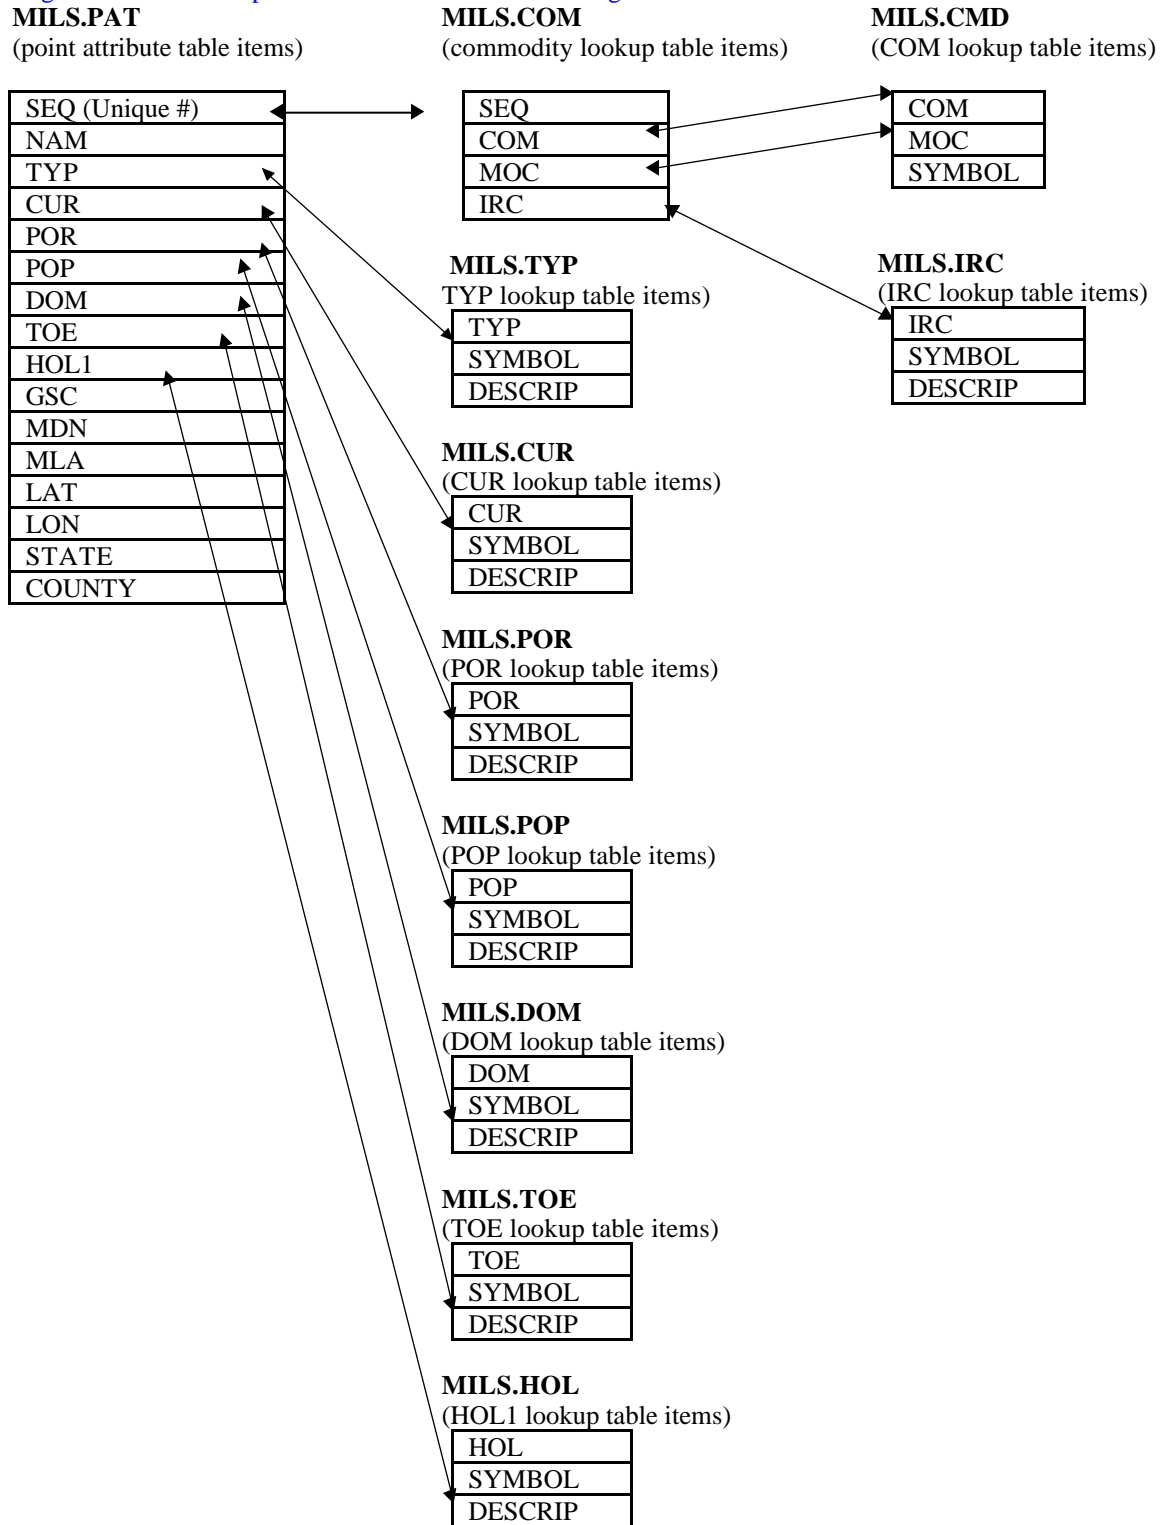 MILS.PAT
(point attribute table items)
SEQ (Unique #)
NAM
TYP
CUR
POR
POP
DOM
TOE
HOL1
GSC
MDN
MLA
LAT
LON
STATE
COUNTY
MILS.COM
(commodity lookup table items)
SEQ
COM
MOC
IRC
MILS.CMD
(COM lookup table items)
COM
MOC
SYMBOL
MILS.TYP
TYP lookup table items)
TYP
SYMBOL
DESCRIP
MILS.IRC
(IRC lookup table items)
IRC
SYMBOL
DESCRIP
MILS.CUR
(CUR lookup table items)
CUR
SYMBOL
DESCRIP
MILS.POR
(POR lookup table items)
POR
SYMBOL
DESCRIP
MILS.POP
(POP lookup table items)
POP
SYMBOL
DESCRIP
MILS.DOM
(DOM lookup table items)
DOM
SYMBOL
DESCRIP
MILS.TOE
(TOE lookup table items)
TOE
SYMBOL
DESCRIP
MILS.HOL
(HOL1 lookup table items)
HOL
SYMBOL
DESCRIP